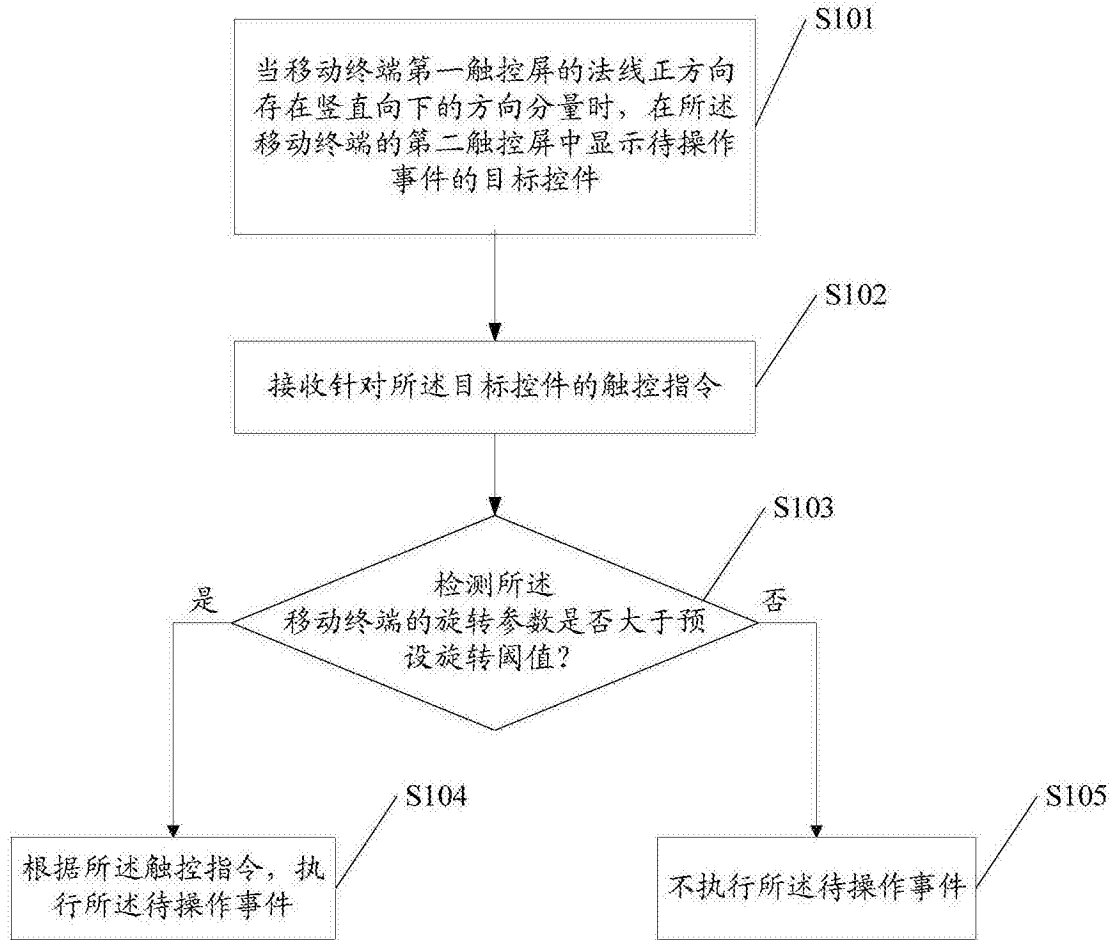 S101
当移动终端第一触控屏的法线正方向
存在竖直向下的方向分量时，在所述
移动终端的第二触控屏中显示待操作
事件的目标控件
S102
接收针对所述目标控件的触控指令
S103
检测所述
移动终端的旋转参数是否大于预
设旋转阈值？
是
否
S104
根据所述触控指令，执
行所述待操作事件
S105
不执行所述待操作事件